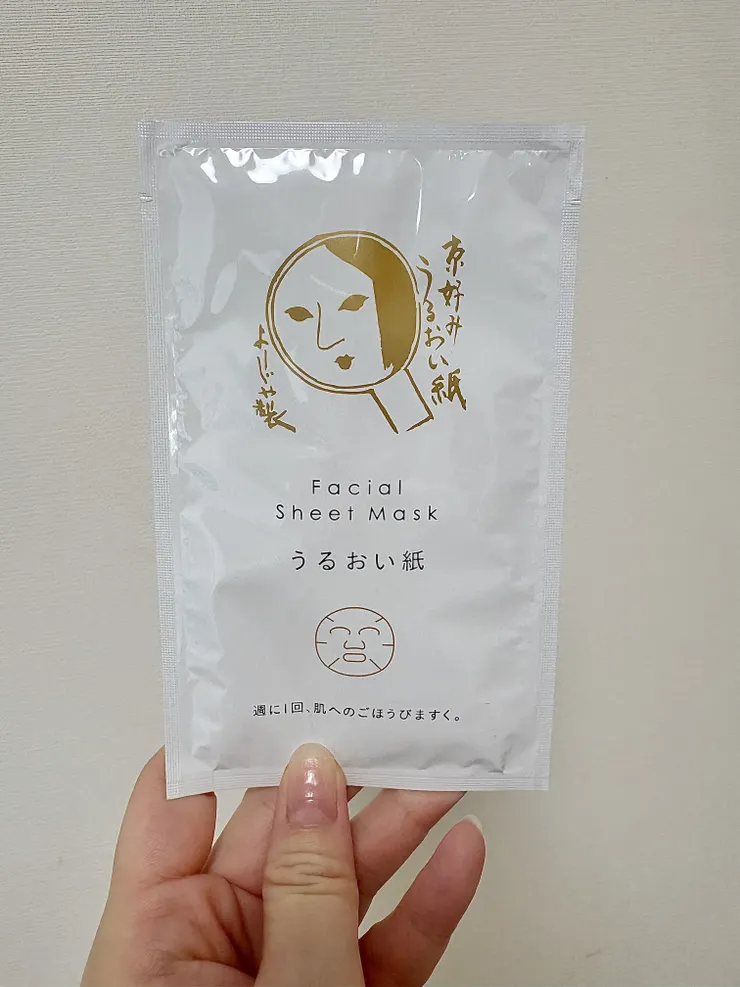 京好み
うるおい紙
よーじや製
Facial
Sheet Mask
うるおい紙
週に1回、肌へのごほうびますく。